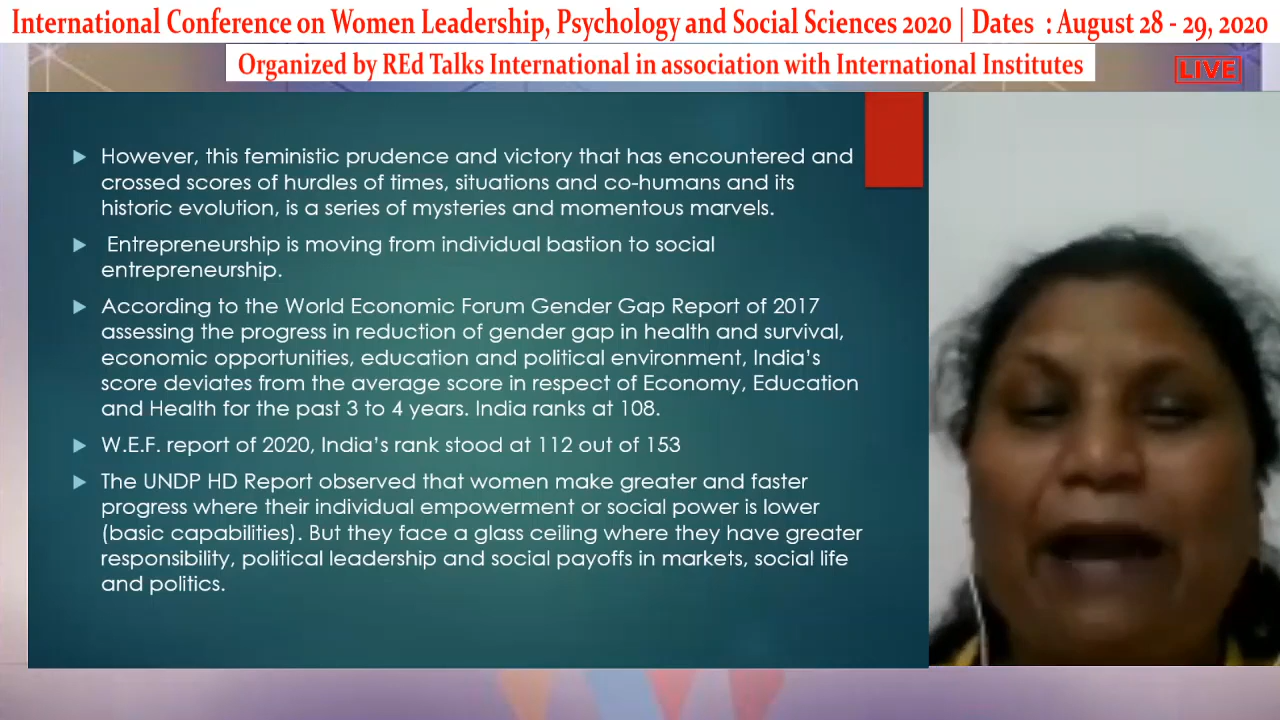 International Conference on Women Leadership, Psychology and Social Sciences 2020 | Dates : August 28 - 29, 2020
Organized by REd Talks International in association with International Institutes
LIVE
However, this feministic prudence and victory that has encountered and
crossed scores of hurdles of times, situations and co-humans and its
historic evolution, is a series of mysteries and momentous marvels.
Entrepreneurship is moving from individual bastion to social
entrepreneurship.
According to the World Economic Forum Gender Gap Report of 2017
assessing the progress in reduction of gender gap in health and survival,
economic opportunities, education and political environment, India's
score deviates from the average score in respect of Economy, Education
and Health for the past 3 to 4 years. India ranks at 108.
W.E.F. report of 2020, India's rank stood at 112 out of 153
The UNDP HD Report observed that women make greater and faster
progress where their individual empowerment or social power is lower
(basic capabilities). But they face a glass ceiling where they have greater
responsibility, political leadership and social payoffs in markets, social life
and politics.